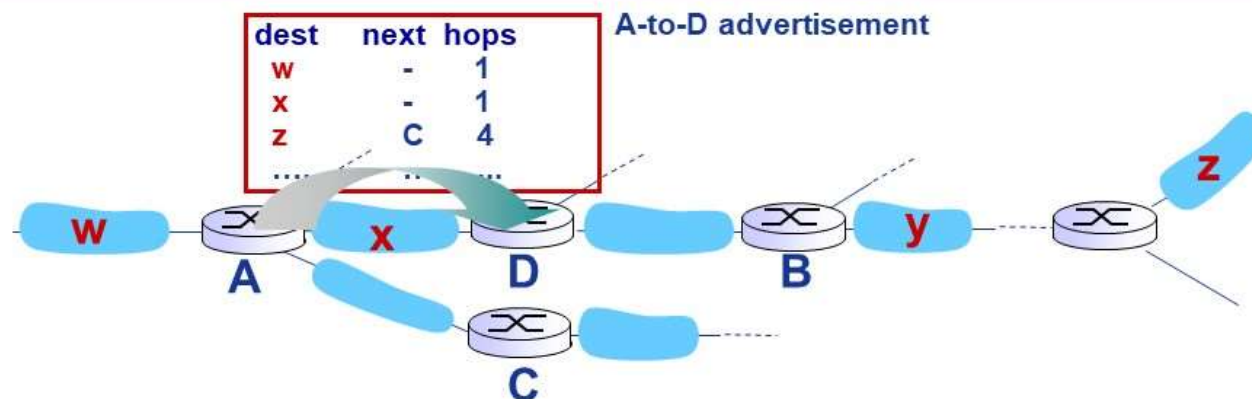 A-to-D advertisement
dest next hops
w - 1
x - 1
z C 4
.... .. ...
w
x
y
z
A
D
B
C